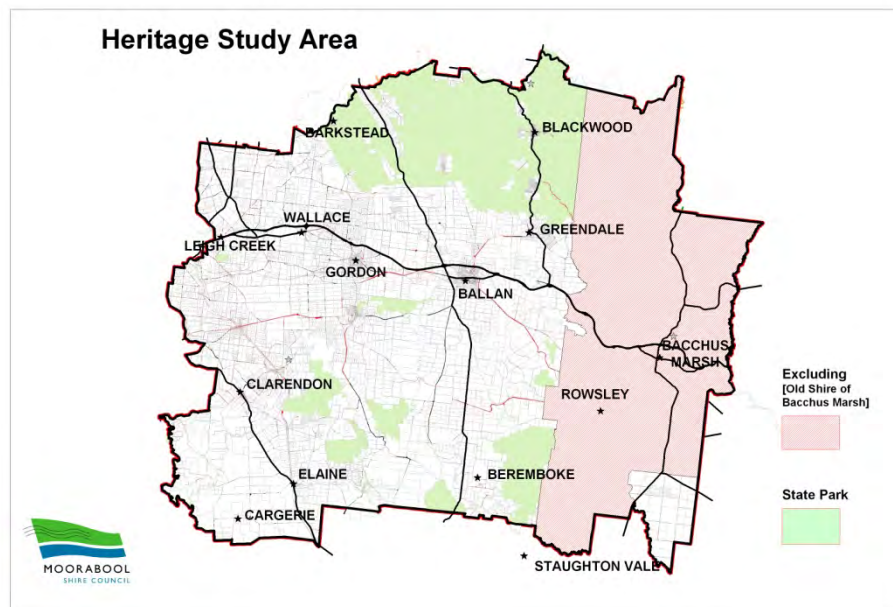 Heritage Study Area
BARKSTEAD
BLACKWOOD
WALLACE
LEIGH CREEK
GREENDALE
GORDON
BALLAN
BACCHUS
MARSH
CLARENDON
ROWSLEY
ELAINE
BEREMBOKE
CARGERIE
STAUGHTON VALE
Excluding
[Old Shire of
Bacchus Marsh]
State Park
MOORABOOL
SHIRE COUNCIL